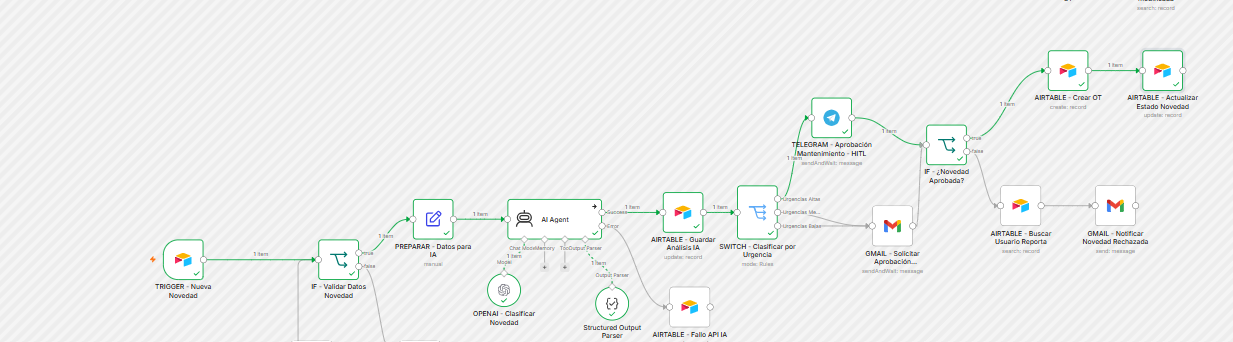 search: record
1 item
AIRTABLE - Crear OT
create: record
AIRTABLE - Actualizar
Estado Novedad
update: record
1 item
TELEGRAM - Aprobación
Mantenimiento - HITL
sendAndWait: message
1 item
1 item
true
false
IF - ¿Novedad
Aprobada?
AIRTABLE - Buscar
Usuario Reporta
search: record
GMAIL - Notificar
Novedad Rechazada
send: message
Urgencias Altas
Urgencias Me...
Urgencias Bajas
SWITCH - Clasificar por
Urgencia
mode: Rules
GMAIL - Solicitar
Aprobación...
sendAndWait: message
1 item
1 item
AIRTABLE - Guardar
Análisis IA
update: record
AI Agent
Success
Error
Chat Model
Memory
Tool
Output Parser
1 item
PREPARAR - Datos para
IA
manual
1 item
1 item
true
false
TRIGGER - Nueva
Novedad
IF - Validar Datos
Novedad
1 item
Model
1 item
Output Parser
OPENAI - Clasificar
Novedad
Structured Output
Parser
AIRTABLE - Fallo API IA